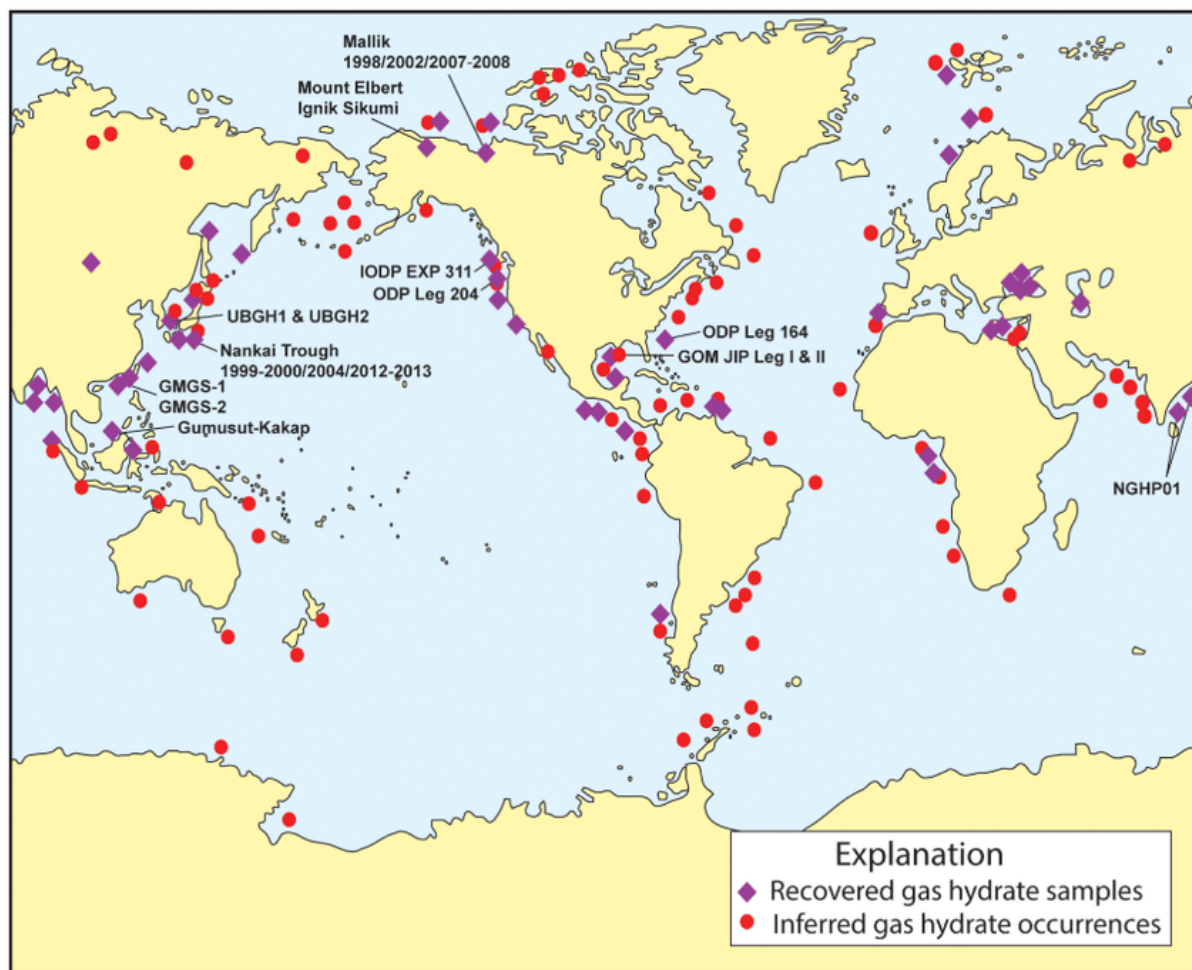 Mallik
1998/2002/2007-2008
Mount Elbert
Ignik Sikumi
IODP EXP 311
ODP Leg 204
UBGH1 & UBGH2
ODP Leg 164
Nankai Trough
1999-2000/2004/2012-2013
GOM JIP Leg I & II
GMGS-1
GMGS-2
Gumusut-Kakap
NGHP01
Explanation
Recovered gas hydrate samples
Inferred gas hydrate occurrences